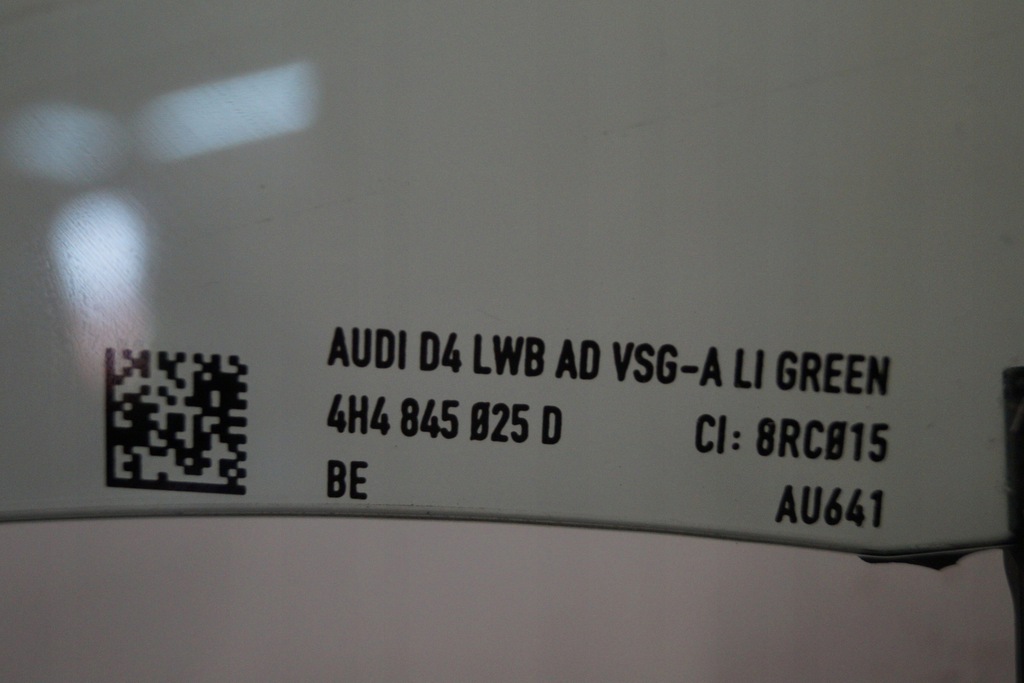 AUDI D4 LWB AD VSG-A LI GREEN
4H4 845 Ø25 D CI: 8RCØ15
BE AU641